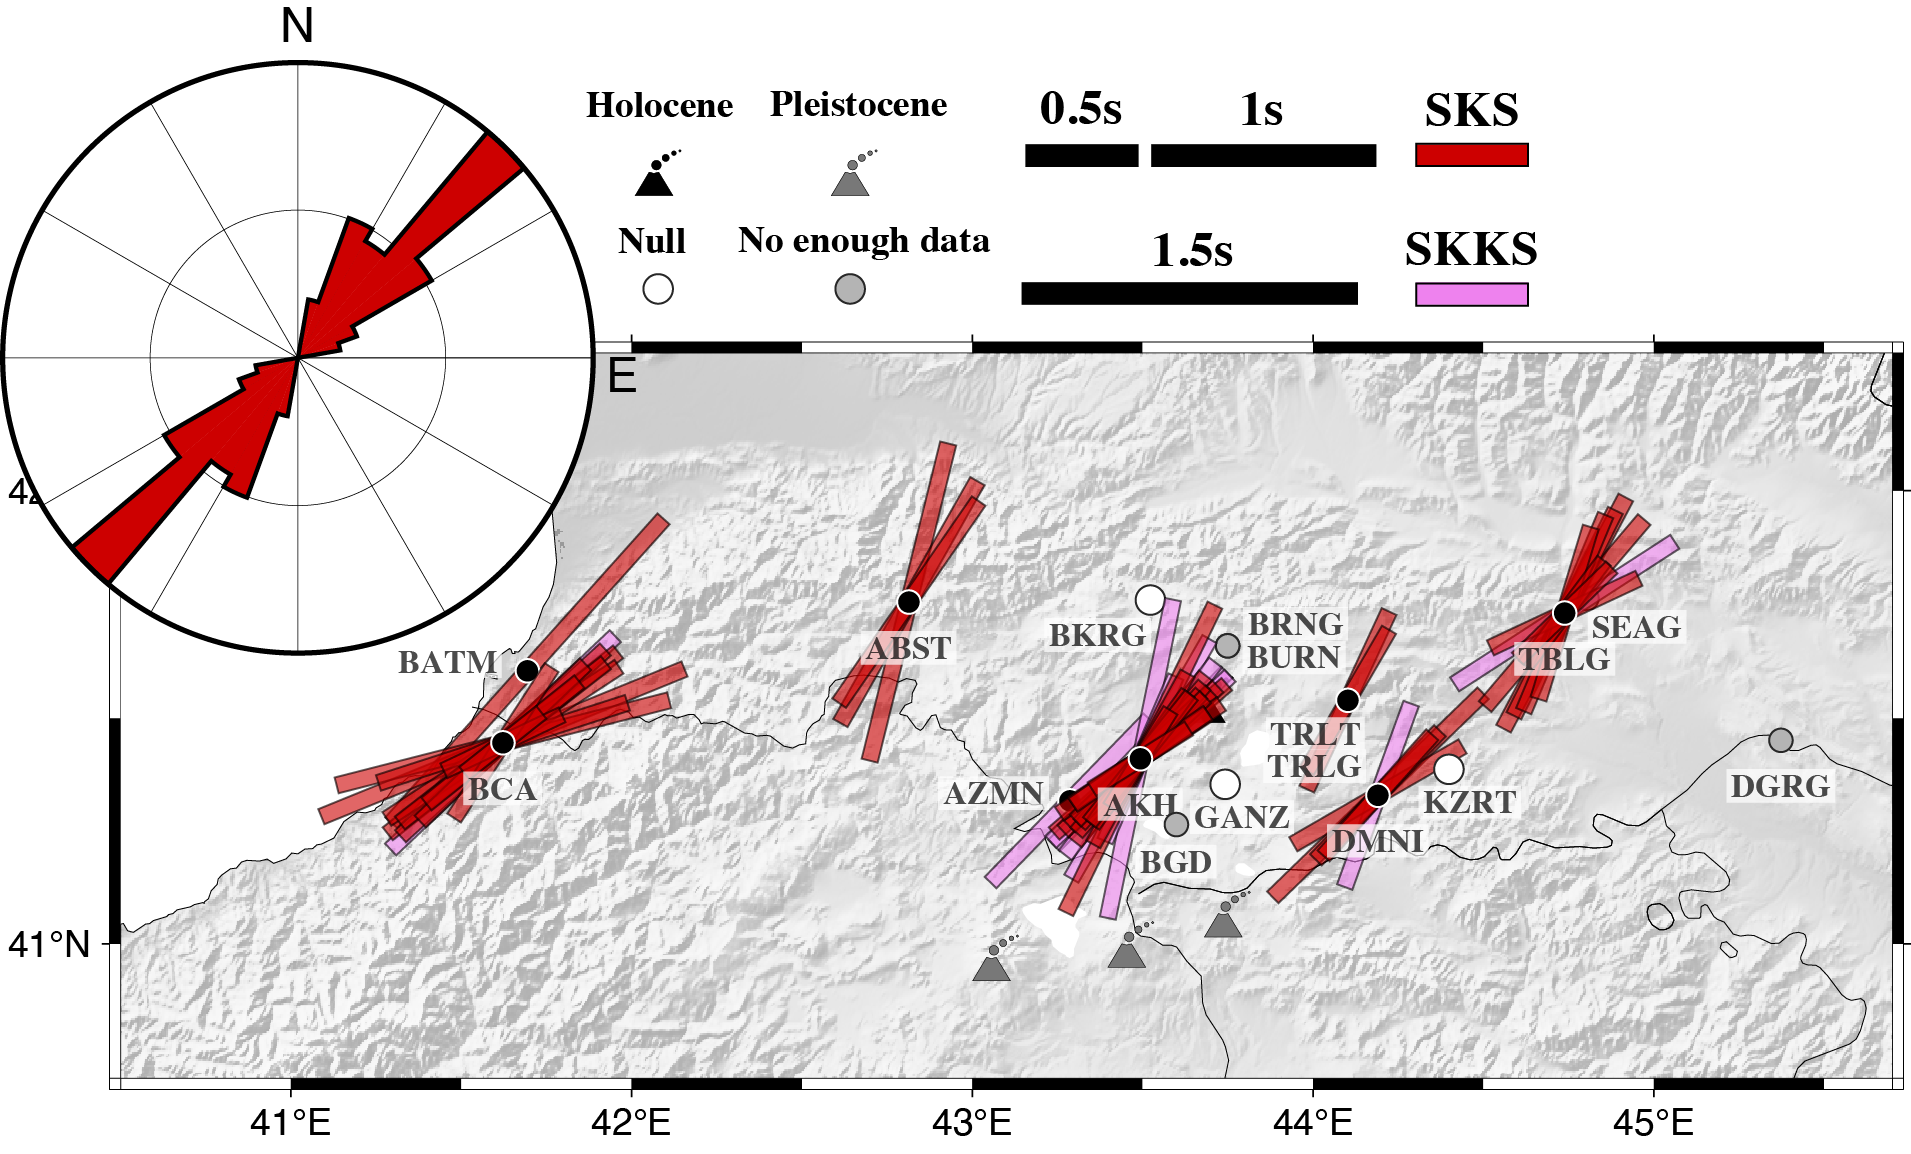 N
Holocene
Pleistocene
0.5s
1s
SKS
Null
No enough data
1.5s
SKKS
E
BATM
ABST
BKRG
BRNG
BURN
SEAG
TBLG
BCA
AZMN
AKH
GANZ
TRLT
TRLG
KZRT
DGRG
DMNI
BGD
41°N
41°E
42°E
43°E
44°E
45°E